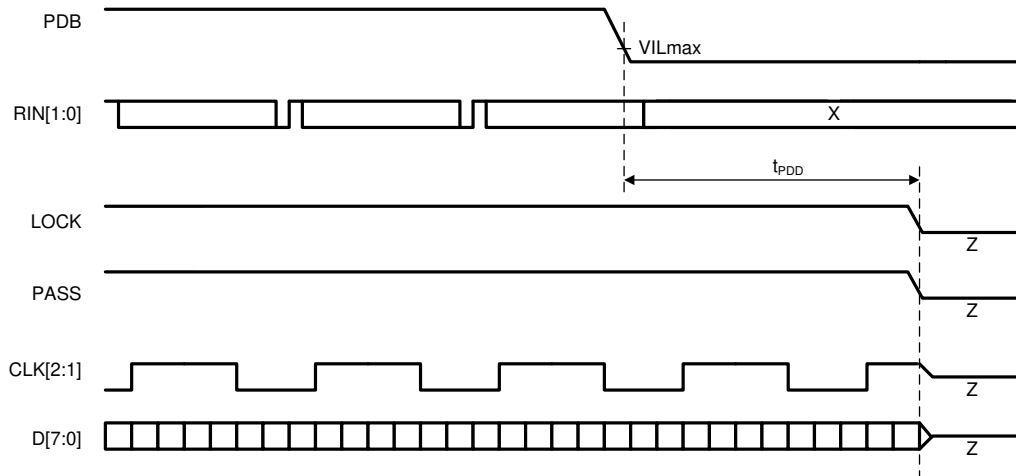 PDB
VILmax
RIN[1:0]
X
tPDD
LOCK
Z
PASS
Z
CLK[2:1]
Z
D[7:0]
Z